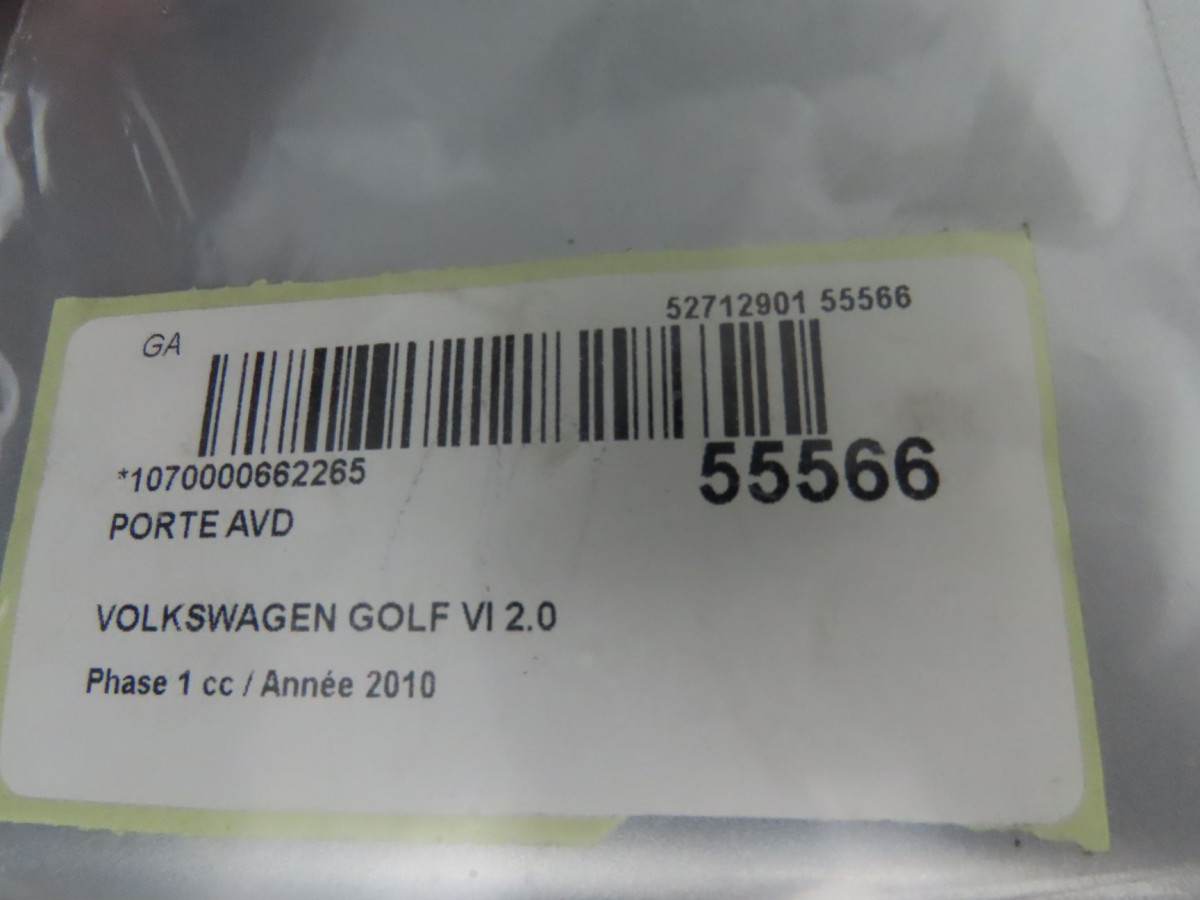 52712901 55566
GA
*1070000662265
55566
PORTE AVD
VOLKSWAGEN GOLF VI 2.0
Phase 1 cc / Année 2010